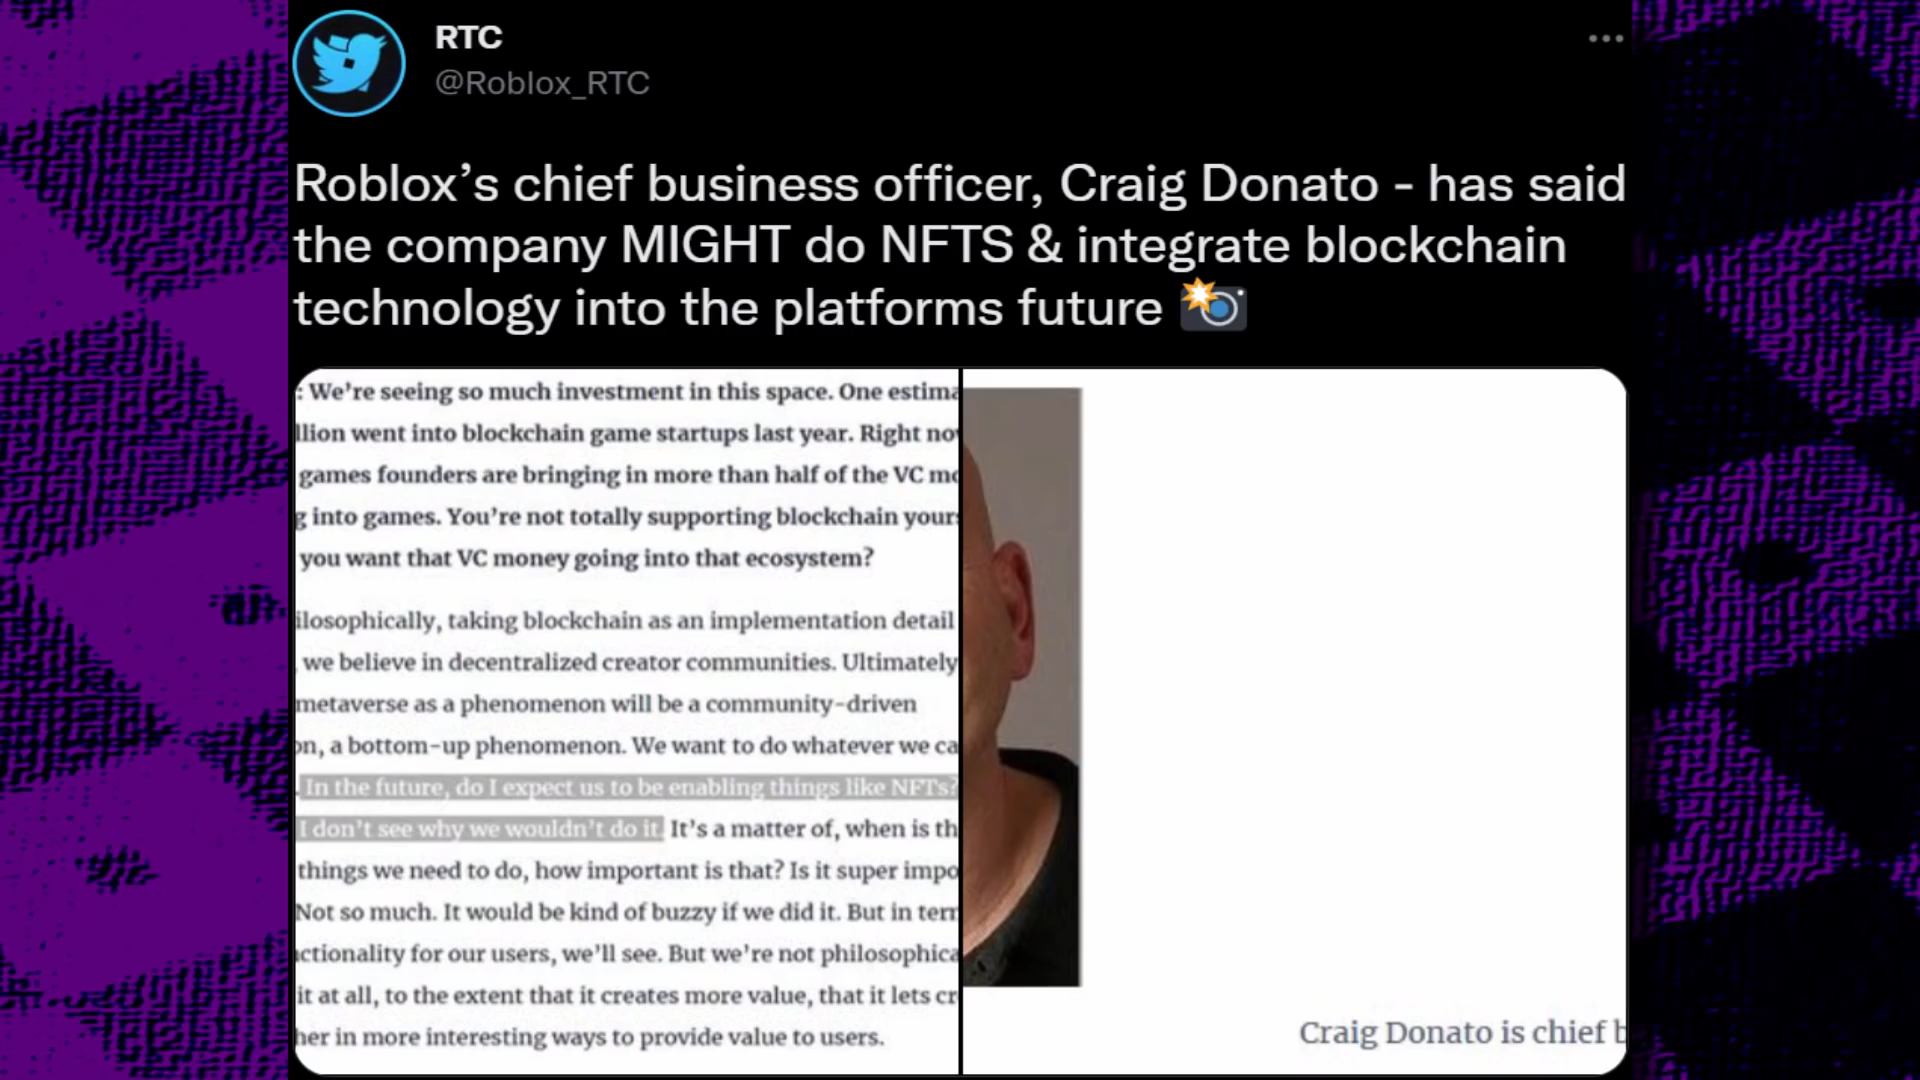 RTC
@Roblox_RTC
Roblox’s chief business officer, Craig Donato - has said
the company MIGHT do NFTS & integrate blockchain
technology into the platforms future
: We’re seeing so much investment in this space. One estima
llion went into blockchain game startups last year. Right no
games founders are bringing in more than half of the VC mo
g into games. You’re not totally supporting blockchain your
you want that VC money going into that ecosystem?
ilosophically, taking blockchain as an implementation detail
we believe in decentralized creator communities. Ultimately
metaverse as a phenomenon will be a community-driven
on, a bottom-up phenomenon. We want to do whatever we ca
In the future, do I expect us to be enabling things like NFTs?
I don’t see why we wouldn’t do it. It’s a matter of, when is th
things we need to do, how important is that? Is it super impo
Not so much. It would be kind of buzzy if we did it. But in ter
ctionality for our users, we’ll see. But we’re not philosophica
it at all, to the extent that it creates more value, that it lets cr
her in more interesting ways to provide value to users.
Craig Donato is chief b